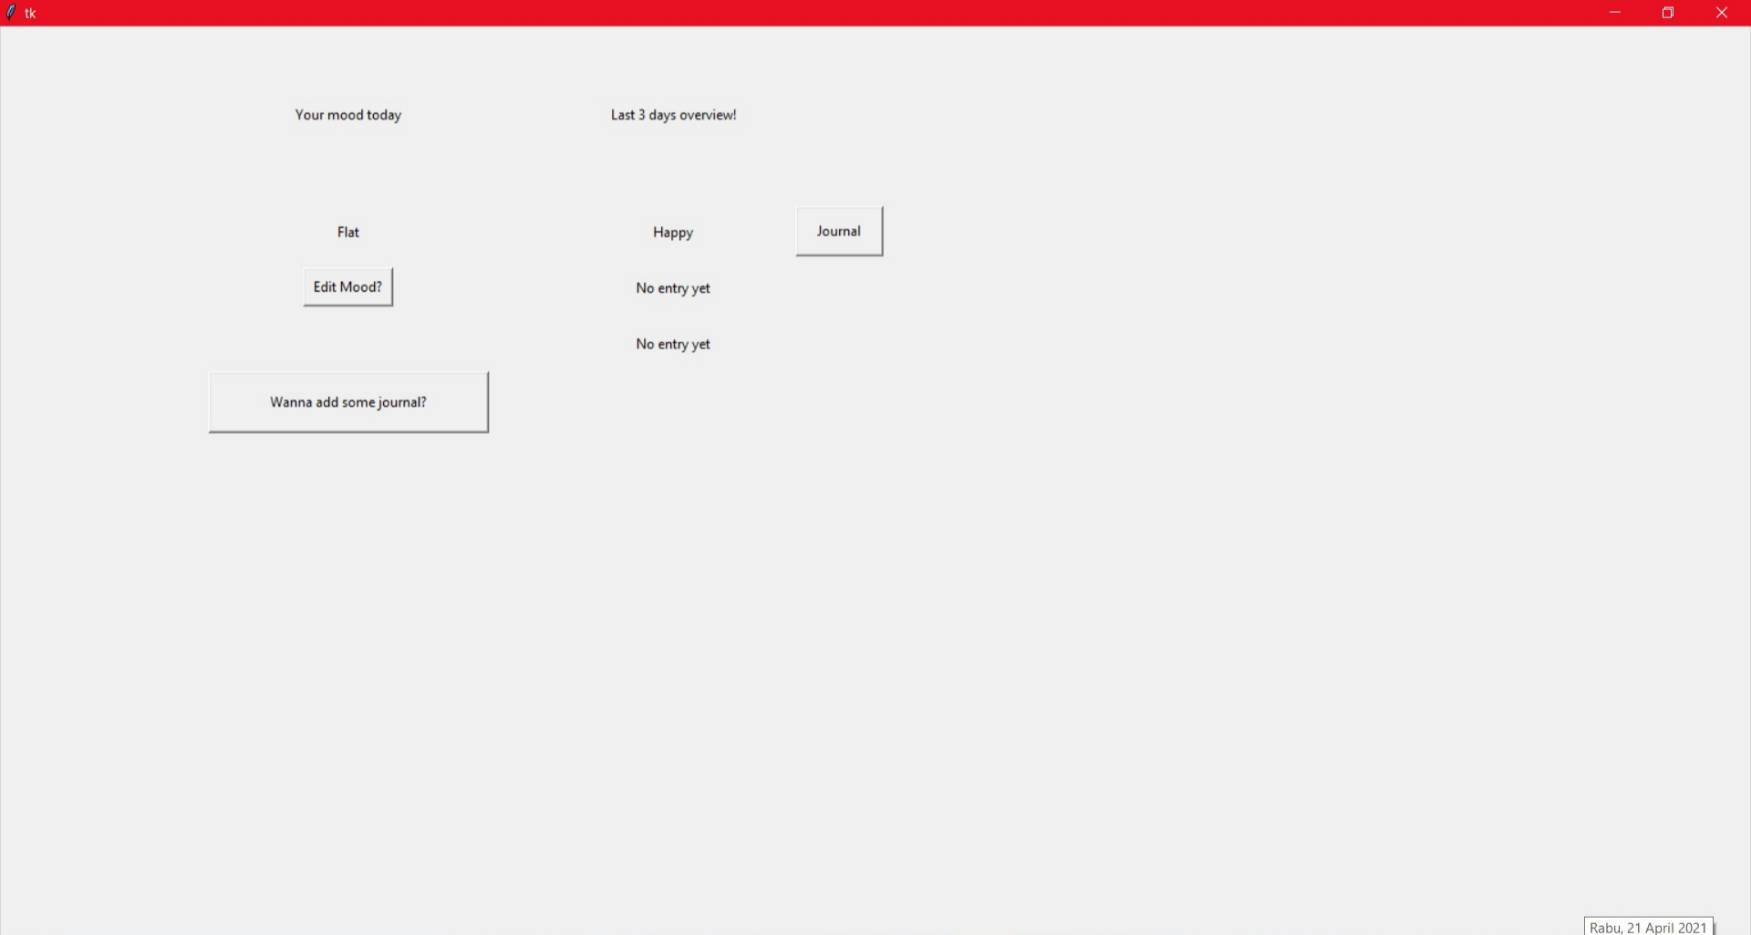 tk
Your mood today
Last 3 days overview!
Flat
Happy
Journal
Edit Mood?
No entry yet
No entry yet
Wanna add some journal?
Rabu, 21 April 2021